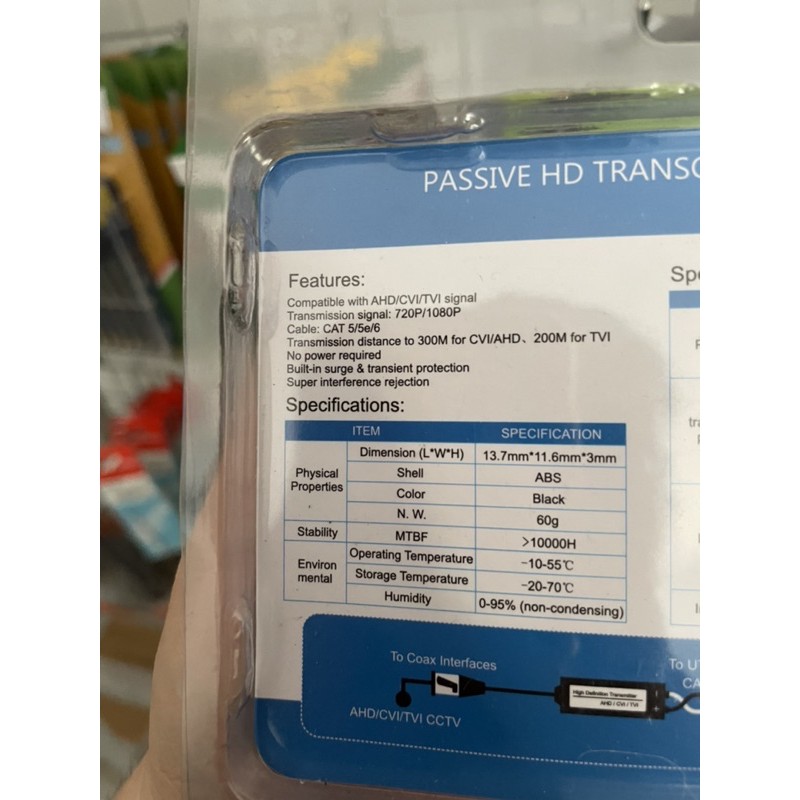 PASSIVE HD TRANSC
Features:
Compatible with AHD/CVI/TVI signal
Transmission signal: 720P/1080P
Cable: CAT 5/5e/6
Transmission distance to 300M for CVI/AHD、200M for TVI
No power required
Built-in surge & transient protection
Super interference rejection
Specifications:
ITEM SPECIFICATION
Physical Properties
Dimension (L*W*H) 13.7mm*11.6mm*3mm
Shell ABS
Color Black
N. W. 60g
Stability MTBF >10000H
Environ mental
Operating Temperature -10-55℃
Storage Temperature -20-70℃
Humidity 0-95% (non-condensing)
Spe
To Coax Interfaces
AHD/CVI/TVI CCTV
High Definition Transmitter
AHD / CVI / TVI
To U
CA